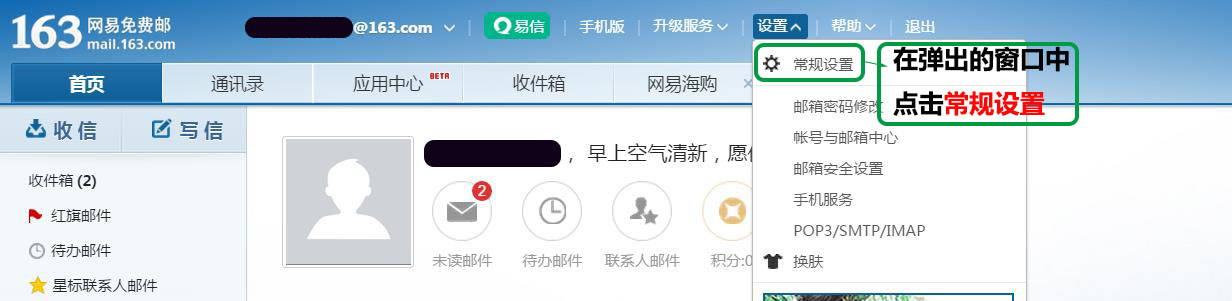 163 网易免费邮
mail.163.com
@163.com
易信
手机版
升级服务
设置
帮助
退出
首页
通讯录
应用中心 BETA
收件箱
网易海购
收信
写信
收件箱 (2)
红旗邮件
待办邮件
星标联系人邮件
，早上空气清新，愿
2
未读邮件
待办邮件
联系人邮件
积分:0
常规设置
邮箱密码修改
帐号与邮箱中心
邮箱安全设置
手机服务
POP3/SMTP/IMAP
换肤
在弹出的窗口中
点击常规设置